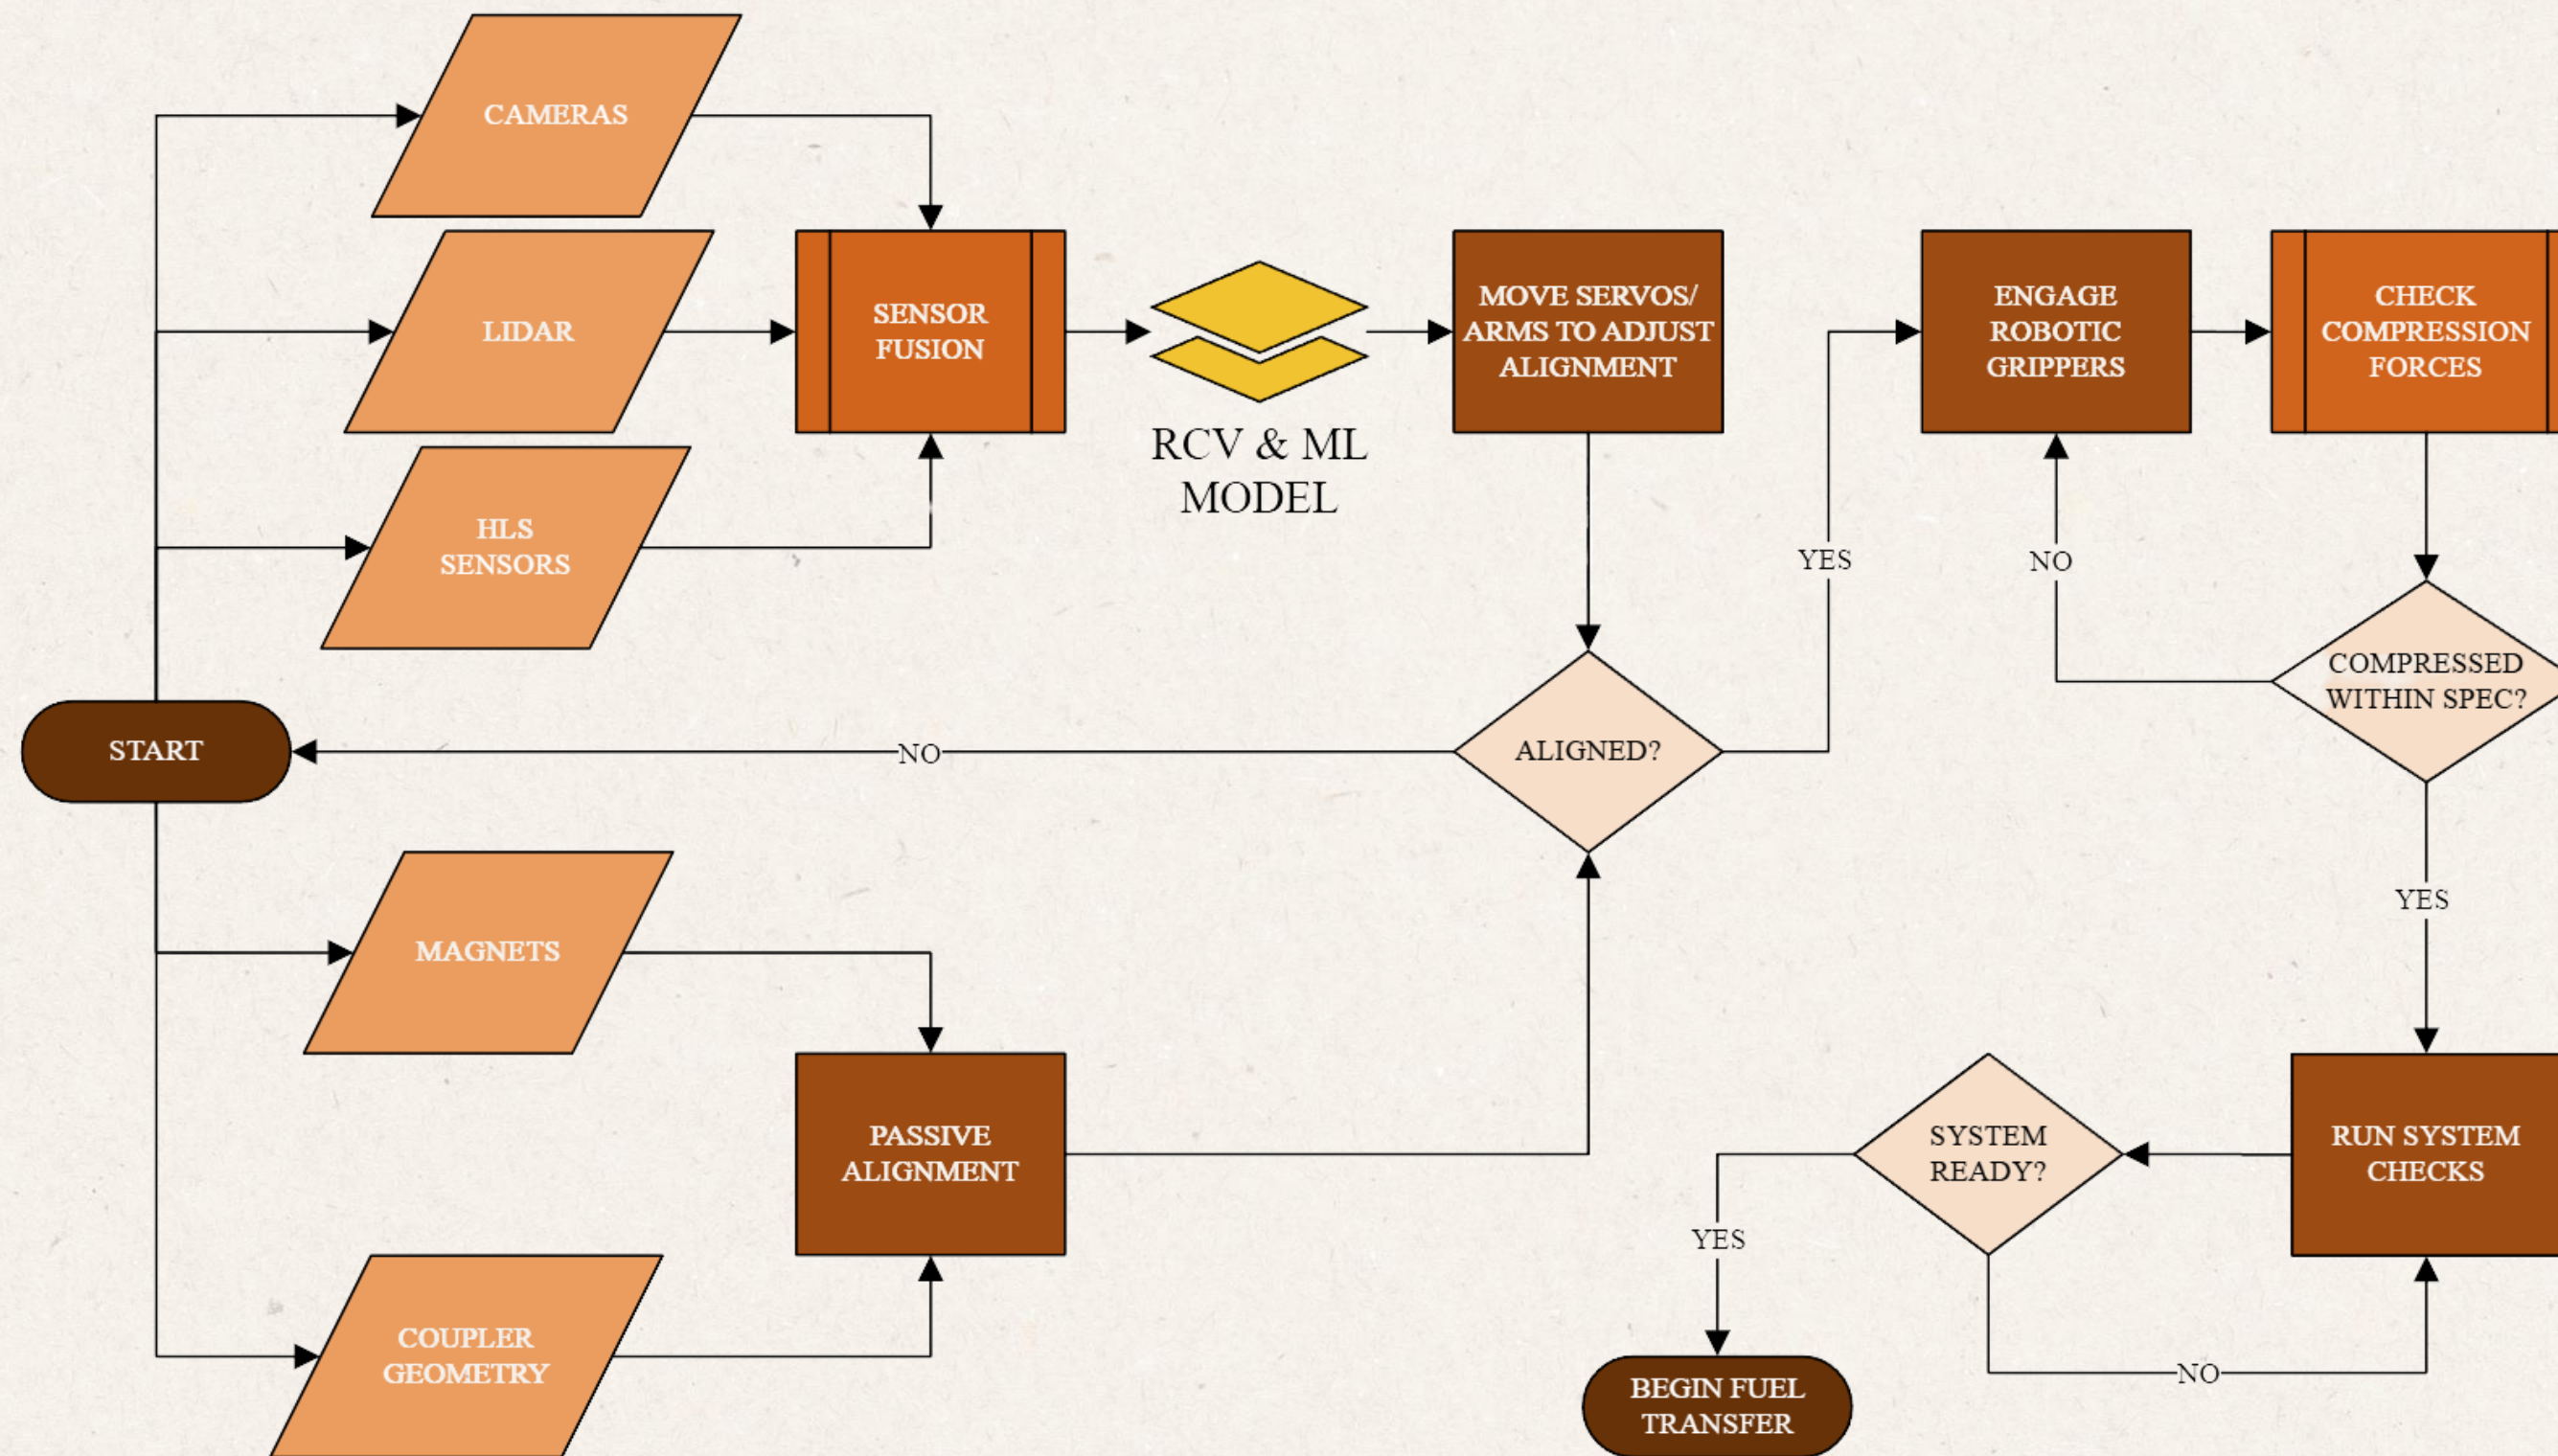 CAMERAS
LIDAR
HLS
SENSORS
SENSOR
FUSION
RCV & ML
MODEL
MOVE SERVOS/
ARMS TO ADJUST
ALIGNMENT
ENGAGE
ROBOTIC
GRIPPERS
CHECK
COMPRESSION
FORCES
YES
NO
COMPRESSED
WITHIN SPEC?
START
NO
ALIGNED?
YES
MAGNETS
PASSIVE
ALIGNMENT
COUPLER
GEOMETRY
SYSTEM
READY?
RUN SYSTEM
CHECKS
YES
NO
BEGIN FUEL
TRANSFER